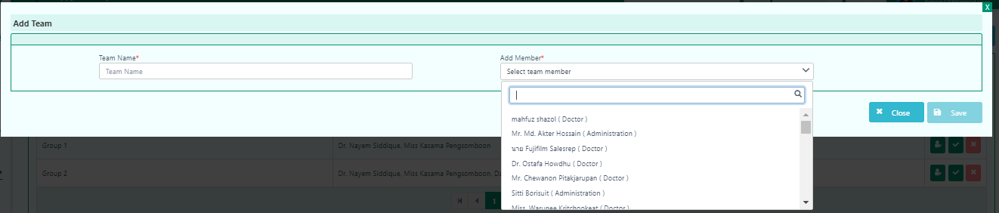 x
Add Team
Team Name*
Team Name
Add Member*
Select team member
mahfuz shazol ( Doctor )
Mr. Md. Akter Hossain ( Administration )
นาย Fujifilm Salesrep ( Doctor )
Dr. Ostafa Howdhu ( Doctor )
Mr. Chewanon Pitakjarupan ( Doctor )
Sitti Borisuit ( Administration )
Miss. Warunee Kritchookeat ( Doctor )
Close
Save
Group 1
Dr. Nayem Siddique, Miss Kasama Pengsomboon
Group 2
Dr. Nayem Siddique, Miss Kasama Pengsomboon, Da
1